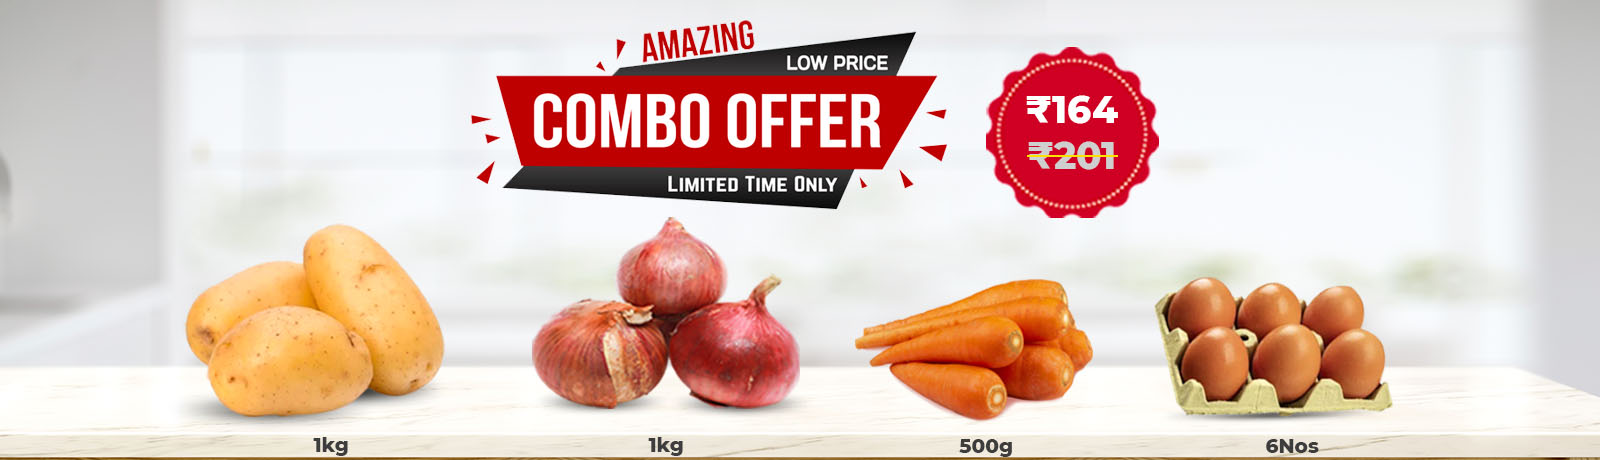 AMAZING
LOW PRICE
COMBO OFFER
LIMITED TIME ONLY
₹164
₹201
1kg
1kg
500g
6Nos